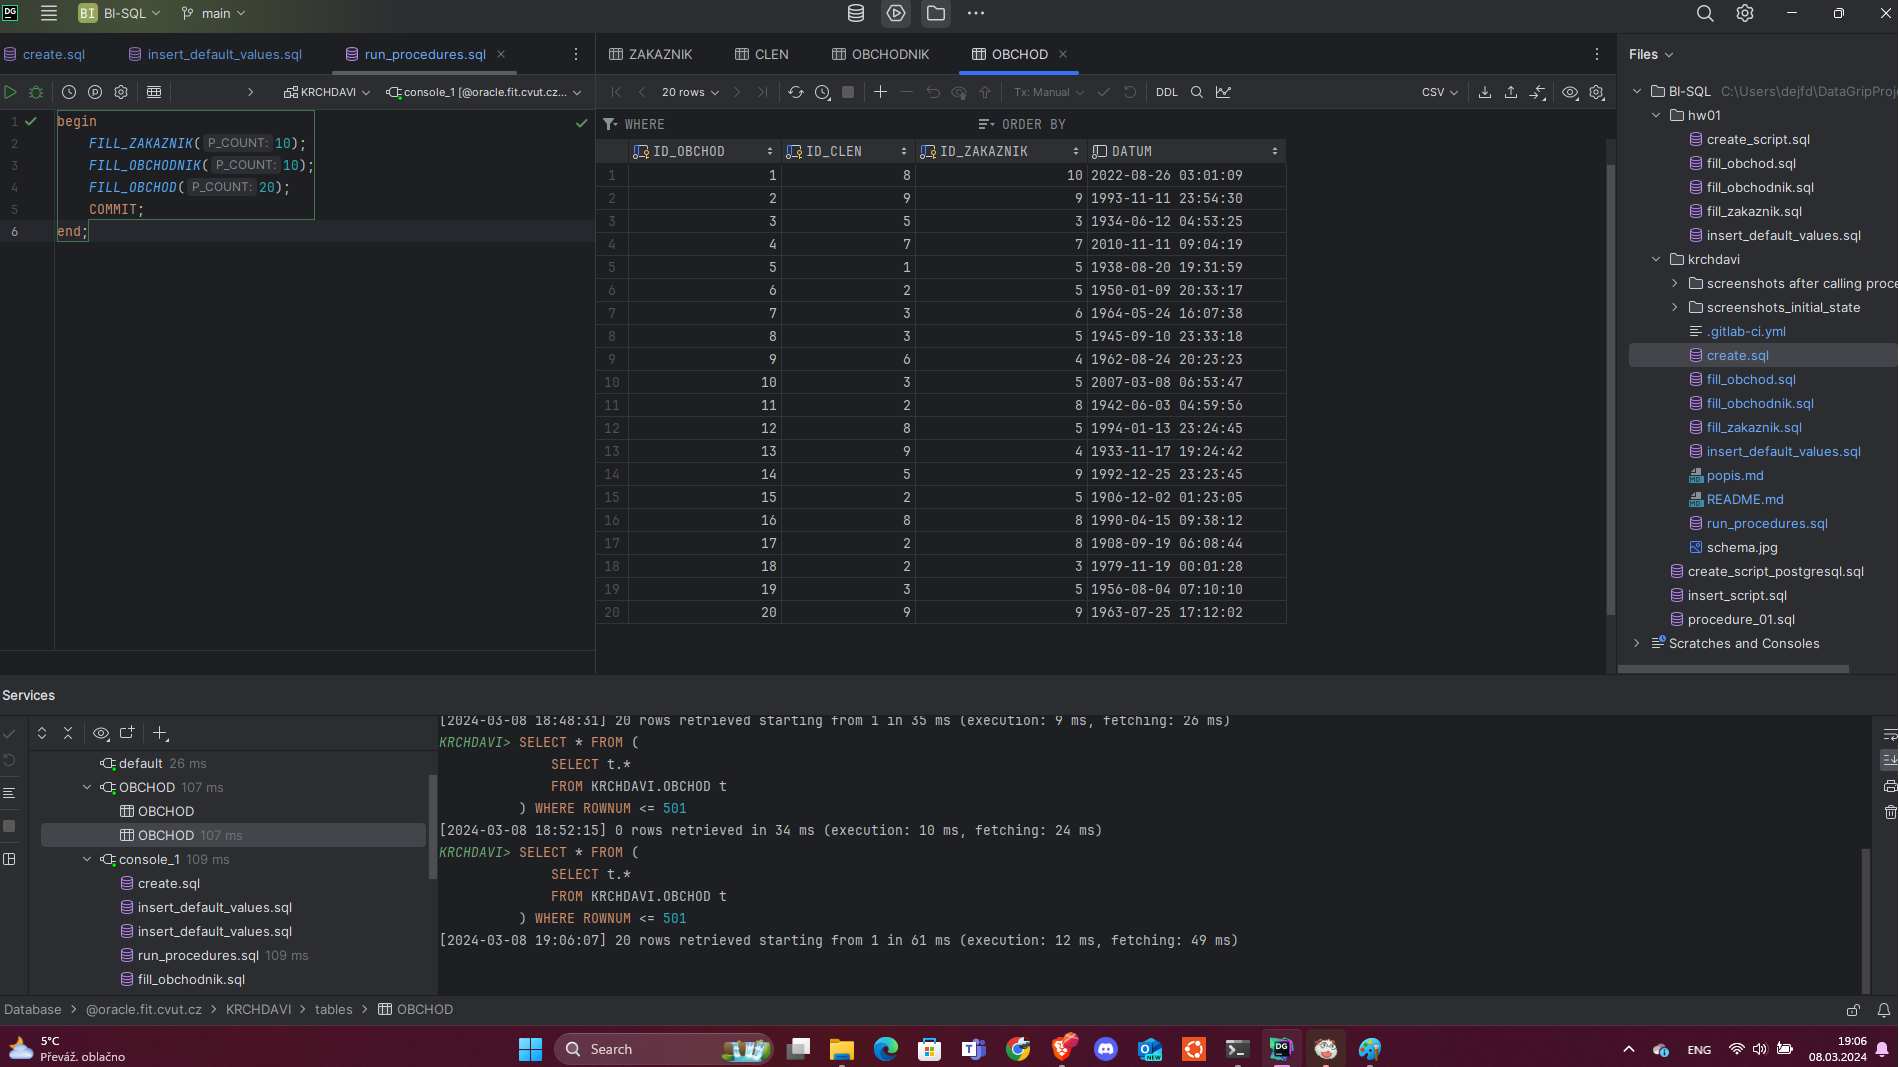 DG
BI BI-SQL main
create.sql insert_default_values.sql run_procedures.sql
ZAKAZNIK CLEN OBCHODNIK OBCHOD
Files
KRCHDAVI console_1 [@oracle.fit.cvut.cz...
20 rows Tx: Manual DDL CSV
WHERE ORDER BY
1 begin
2 FILL_ZAKAZNIK( P_COUNT: 10);
3 FILL_OBCHODNIK( P_COUNT: 10);
4 FILL_OBCHOD( P_COUNT: 20);
5 COMMIT;
6 end;
ID_OBCHOD ID_CLEN ID_ZAKAZNIK DATUM
1 1 8 10 2022-08-26 03:01:09
2 2 9 9 1993-11-11 23:54:30
3 3 5 3 1934-06-12 04:53:25
4 4 7 7 2010-11-11 09:04:19
5 5 1 5 1938-08-20 19:31:59
6 6 2 5 1950-01-09 20:33:17
7 7 3 6 1964-05-24 16:07:38
8 8 3 5 1945-09-10 23:33:18
9 9 6 4 1962-08-24 20:23:23
10 10 3 5 2007-03-08 06:53:47
11 11 2 8 1942-06-03 04:59:56
12 12 8 5 1994-01-13 23:24:45
13 13 9 4 1933-11-17 19:24:42
14 14 5 9 1992-12-25 23:23:45
15 15 2 5 1906-12-02 01:23:05
16 16 8 8 1990-04-15 09:38:12
17 17 2 8 1908-09-19 06:08:44
18 18 2 3 1979-11-19 00:01:28
19 19 3 5 1956-08-04 07:10:10
20 20 9 9 1963-07-25 17:12:02
BI-SQL C:\Users\dejfd\DataGripProj
hw01
create_script.sql
fill_obchod.sql
fill_obchodnik.sql
fill_zakaznik.sql
insert_default_values.sql
krchdavi
screenshots after calling proce
screenshots_initial_state
.gitlab-ci.yml
create.sql
fill_obchod.sql
fill_obchodnik.sql
fill_zakaznik.sql
insert_default_values.sql
popis.md
README.md
run_procedures.sql
schema.jpg
create_script_postgresql.sql
insert_script.sql
procedure_01.sql
Scratches and Consoles
Services
default 26 ms
OBCHOD 107 ms
OBCHOD
OBCHOD 107 ms
console_1 109 ms
create.sql
insert_default_values.sql
insert_default_values.sql
run_procedures.sql 109 ms
fill_obchodnik.sql
[2024-03-08 18:48:31] 20 rows retrieved starting from 1 in 35 ms (execution: 9 ms, fetching: 26 ms)
KRCHDAVI> SELECT * FROM (
SELECT t.*
FROM KRCHDAVI.OBCHOD t
) WHERE ROWNUM <= 501
[2024-03-08 18:52:15] 0 rows retrieved in 34 ms (execution: 10 ms, fetching: 24 ms)
KRCHDAVI> SELECT * FROM (
SELECT t.*
FROM KRCHDAVI.OBCHOD t
) WHERE ROWNUM <= 501
[2024-03-08 19:06:07] 20 rows retrieved starting from 1 in 61 ms (execution: 12 ms, fetching: 49 ms)
Database > @oracle.fit.cvut.cz > KRCHDAVI > tables > OBCHOD
5°C
Převáž. oblačno
Search
ENG
19:06
08.03.2024